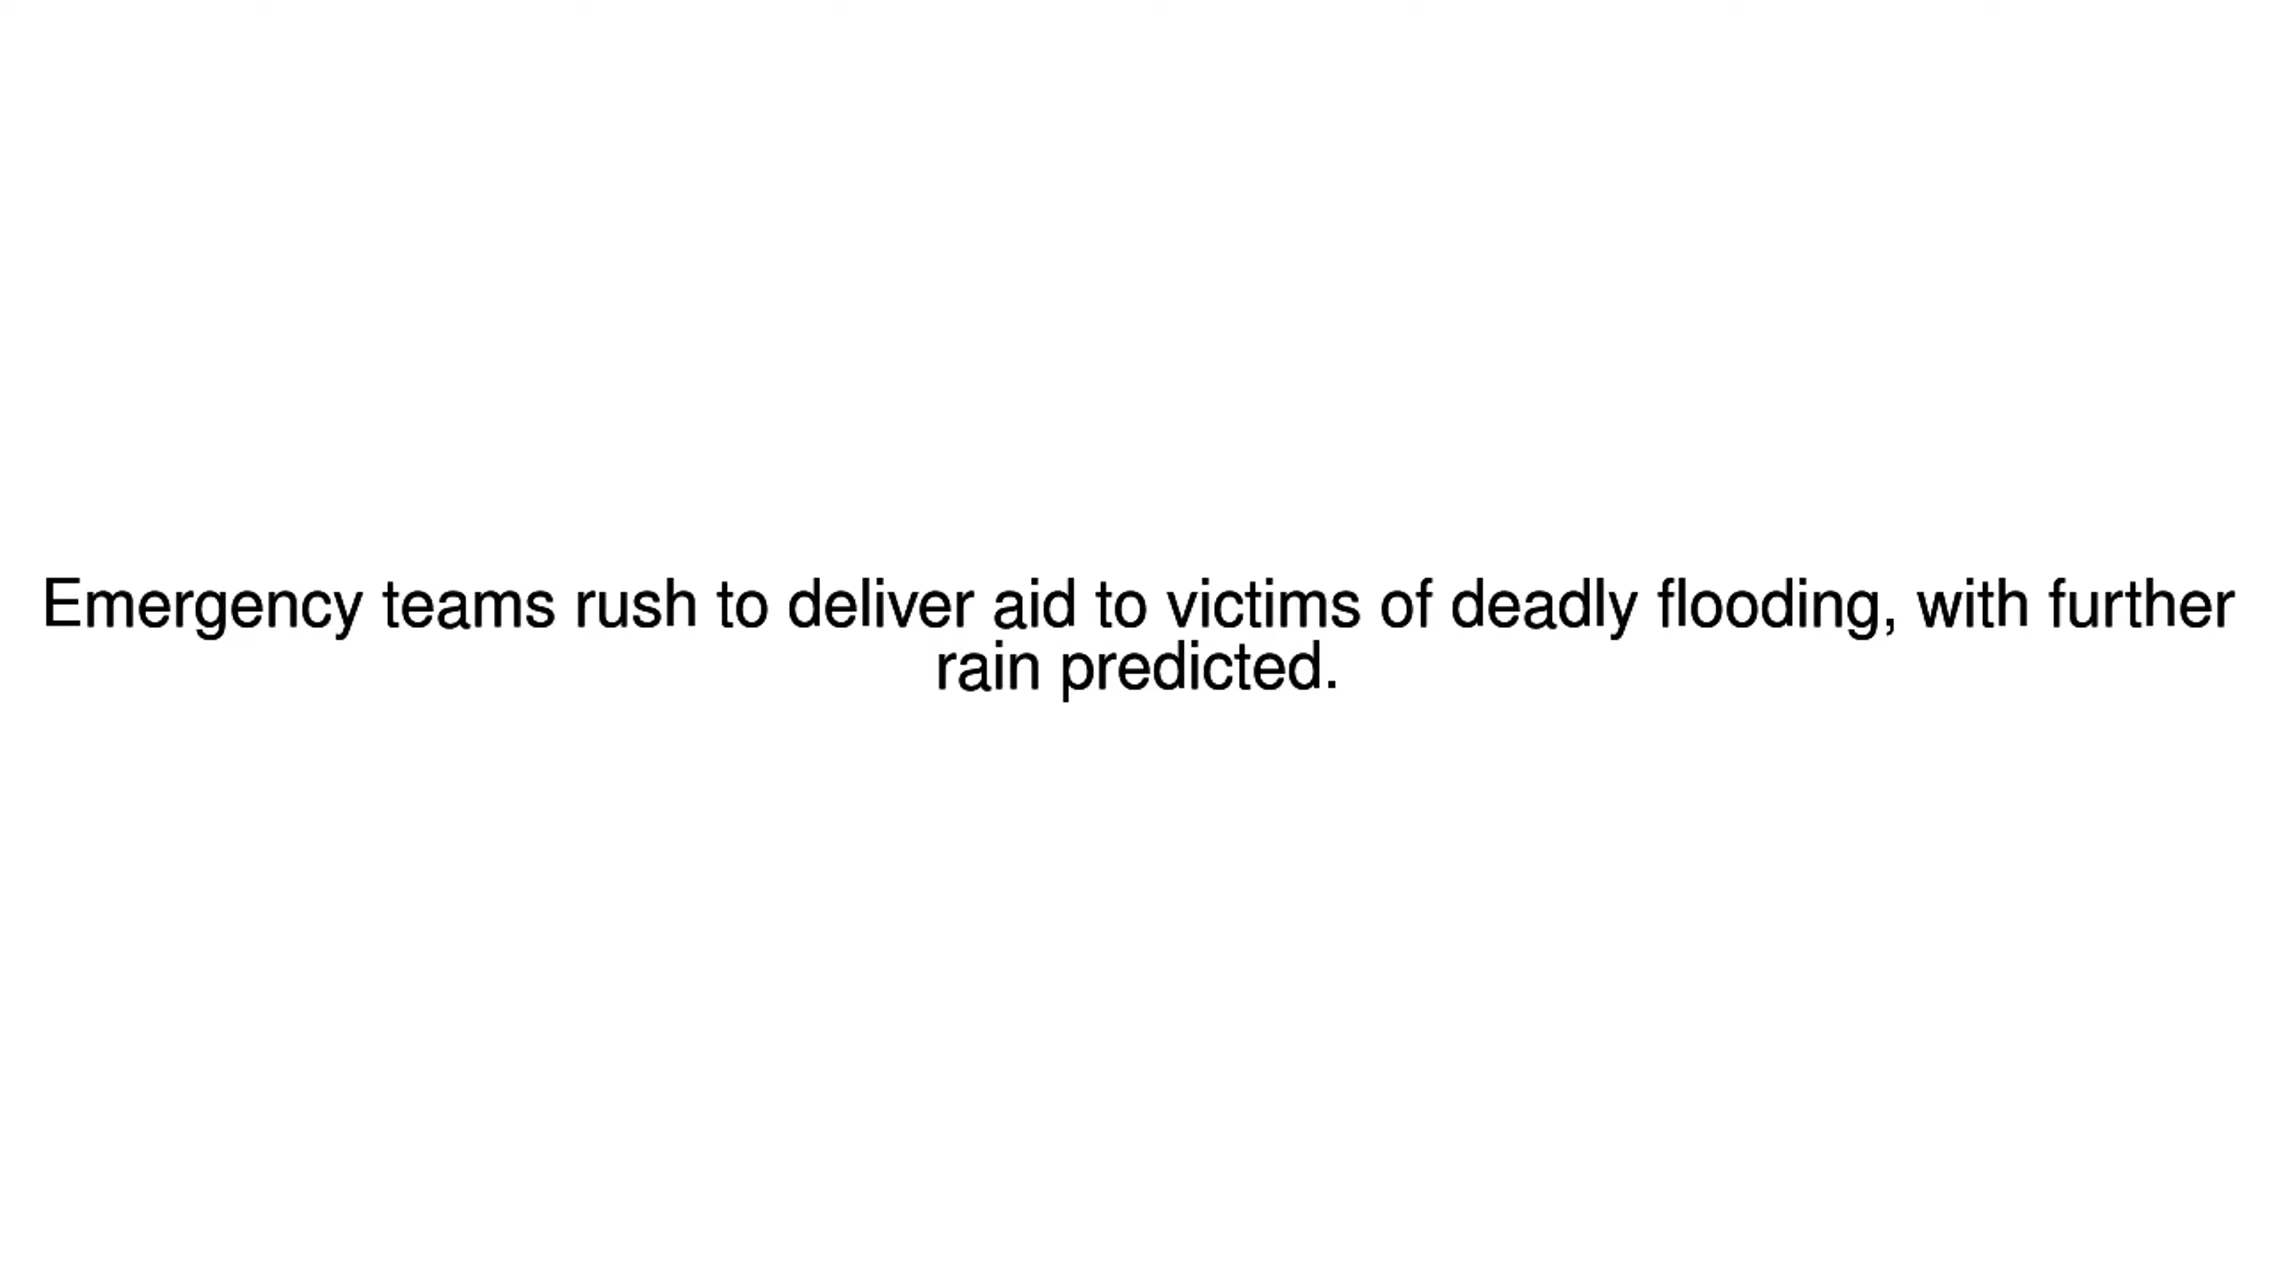 Emergency teams rush to deliver aid to victims of deadly flooding, with further
rain predicted.